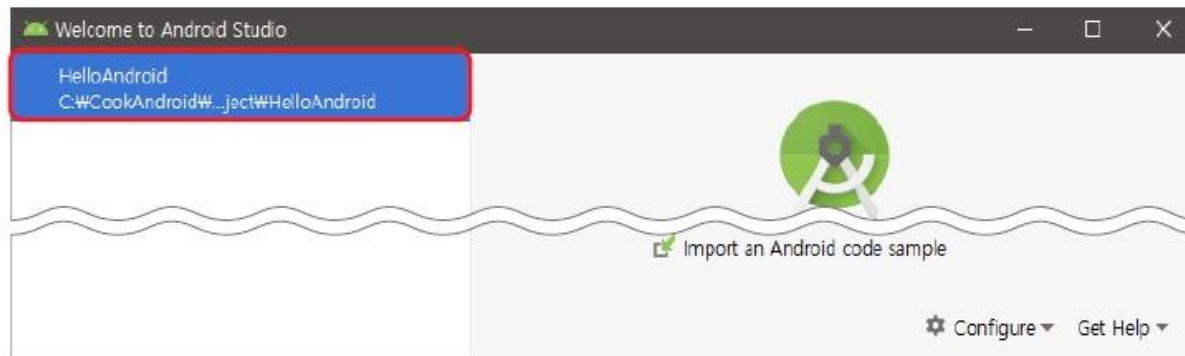 Welcome to Android Studio
HelloAndroid
C:₩CookAndroid₩...ject₩HelloAndroid
Import an Android code sample
Configure
Get Help